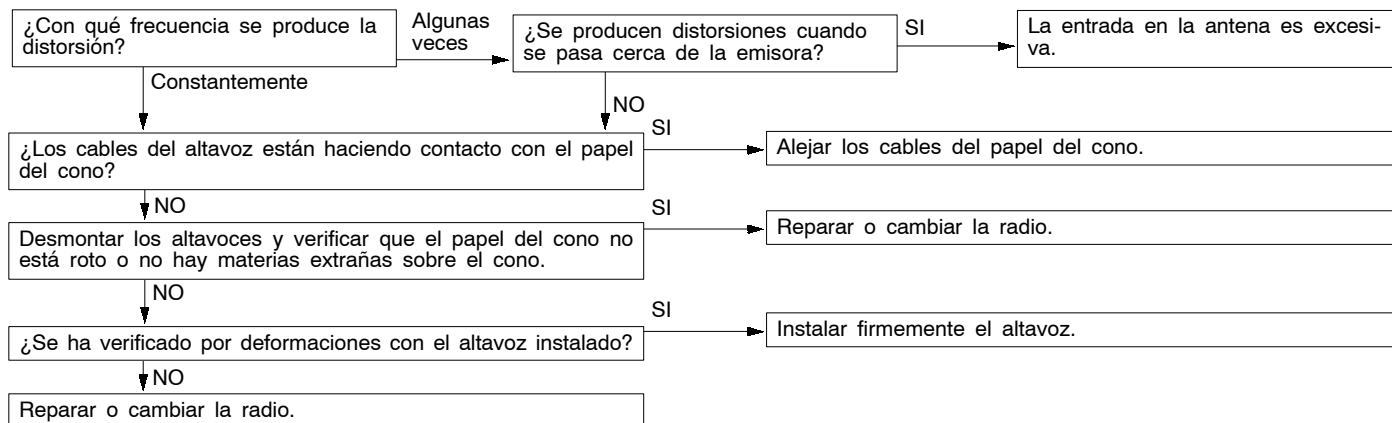 ¿Con qué frecuencia se produce la
distorsión?
Algunas
veces
¿Se producen distorsiones cuando
se pasa cerca de la emisora?
SI
La entrada en la antena es excesi-
va.
Constantemente
NO
¿Los cables del altavoz están haciendo contacto con el papel
del cono?
SI
Alejar los cables del papel del cono.
NO
Desmontar los altavoces y verificar que el papel del cono no
está roto o no hay materias extrañas sobre el cono.
SI
Reparar o cambiar la radio.
NO
¿Se ha verificado por deformaciones con el altavoz instalado?
SI
Instalar firmemente el altavoz.
NO
Reparar o cambiar la radio.